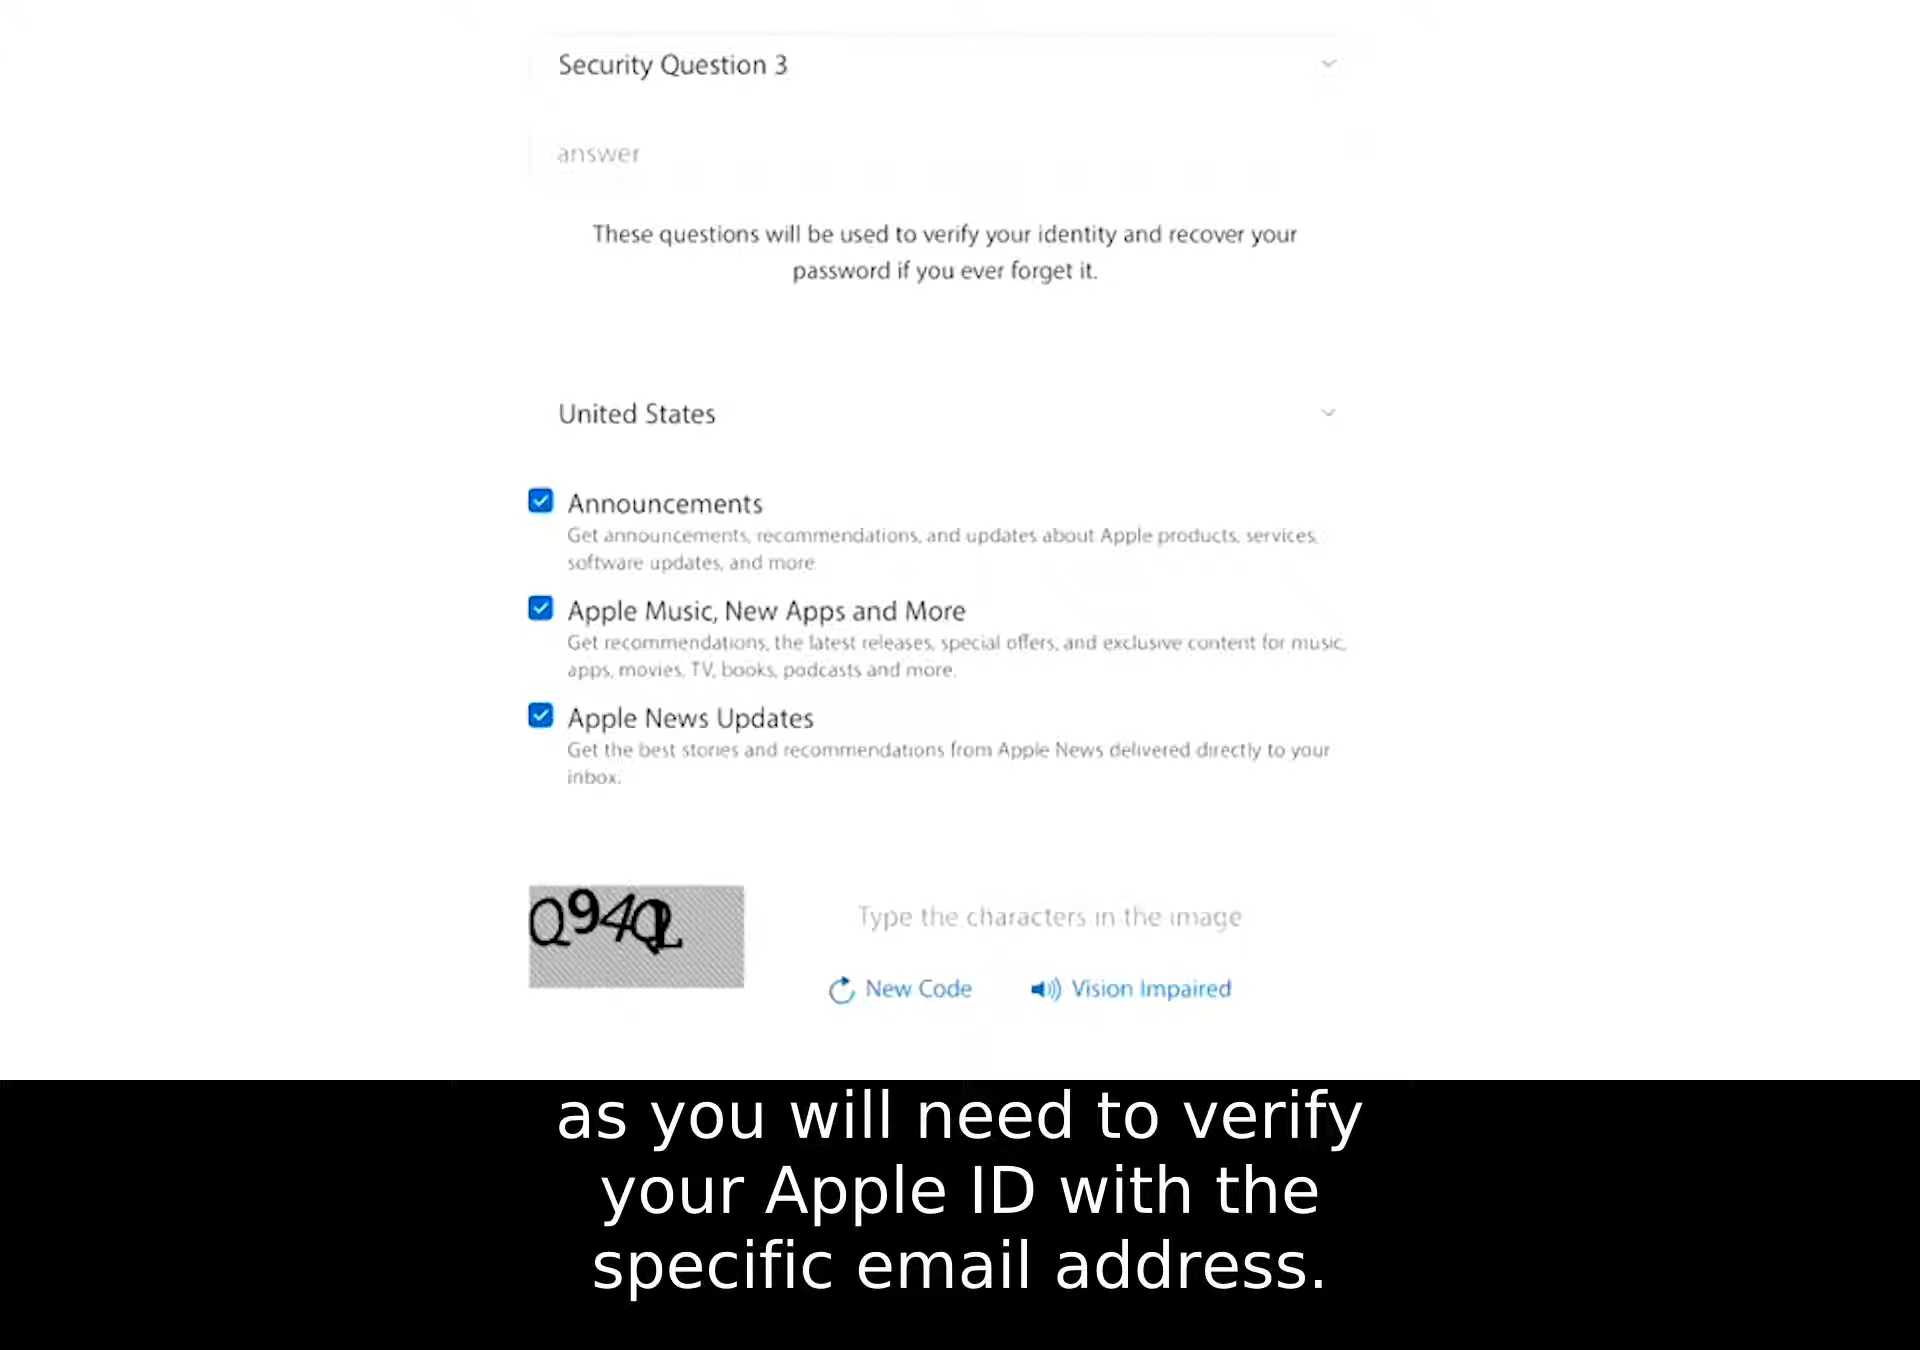 Security Question 3
answer
These questions will be used to verify your identity and recover your
password if you ever forget it.
United States
Announcements
Get announcements, recommendations, and updates about Apple products, services,
software updates, and more
Apple Music, New Apps and More
Get recommendations, the latest releases, special offers, and exclusive content for music,
apps, movies, TV, books, podcasts and more.
Apple News Updates
Get the best stories and recommendations from Apple News delivered directly to your
inbox.
Type the characters in the image
New Code
Vision Impaired
as you will need to verify
your Apple ID with the
specific email address.